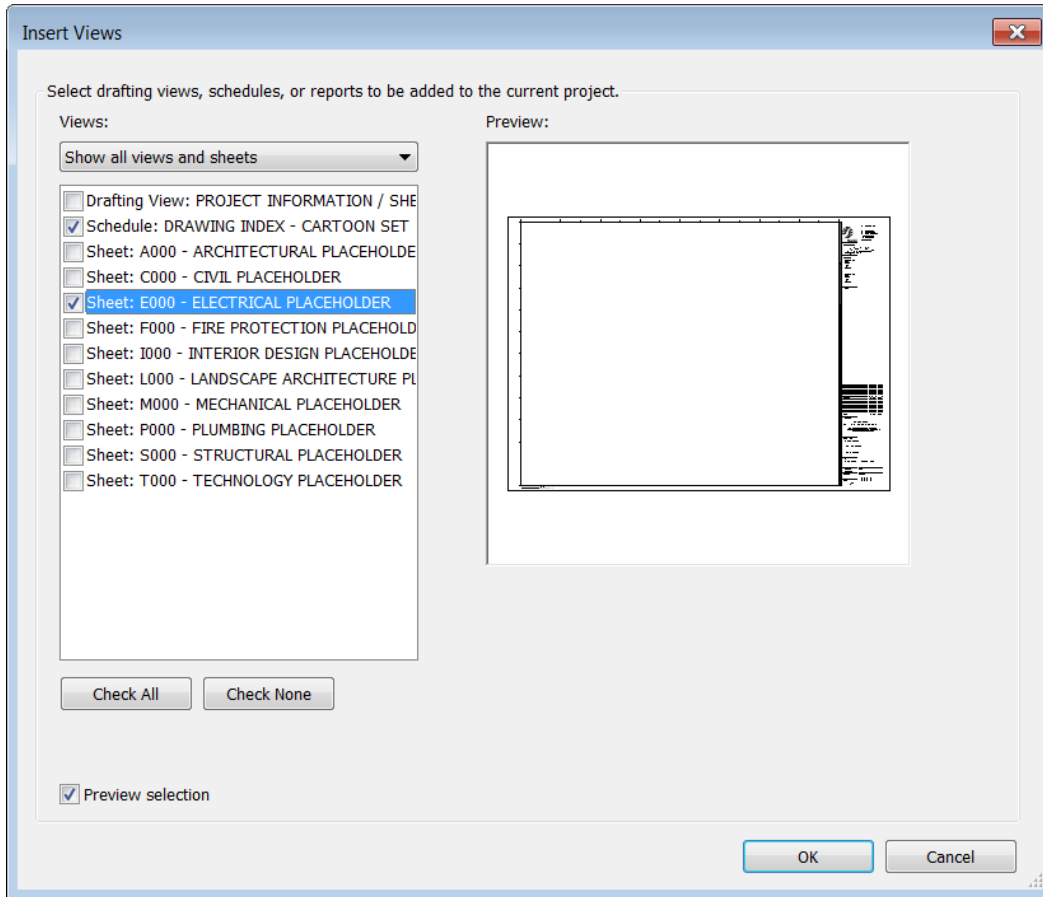 Insert Views
Select drafting views, schedules, or reports to be added to the current project.
Views:
Preview:
Show all views and sheets
Drafting View: PROJECT INFORMATION / SHE
Schedule: DRAWING INDEX - CARTOON SET
Sheet: A000 - ARCHITECTURAL PLACEHOLDE
Sheet: C000 - CIVIL PLACEHOLDER
Sheet: E000 - ELECTRICAL PLACEHOLDER
Sheet: F000 - FIRE PROTECTION PLACEHOLD
Sheet: I000 - INTERIOR DESIGN PLACEHOLDE
Sheet: L000 - LANDSCAPE ARCHITECTURE PL
Sheet: M000 - MECHANICAL PLACEHOLDER
Sheet: P000 - PLUMBING PLACEHOLDER
Sheet: S000 - STRUCTURAL PLACEHOLDER
Sheet: T000 - TECHNOLOGY PLACEHOLDER
Check All
Check None
Preview selection
OK
Cancel